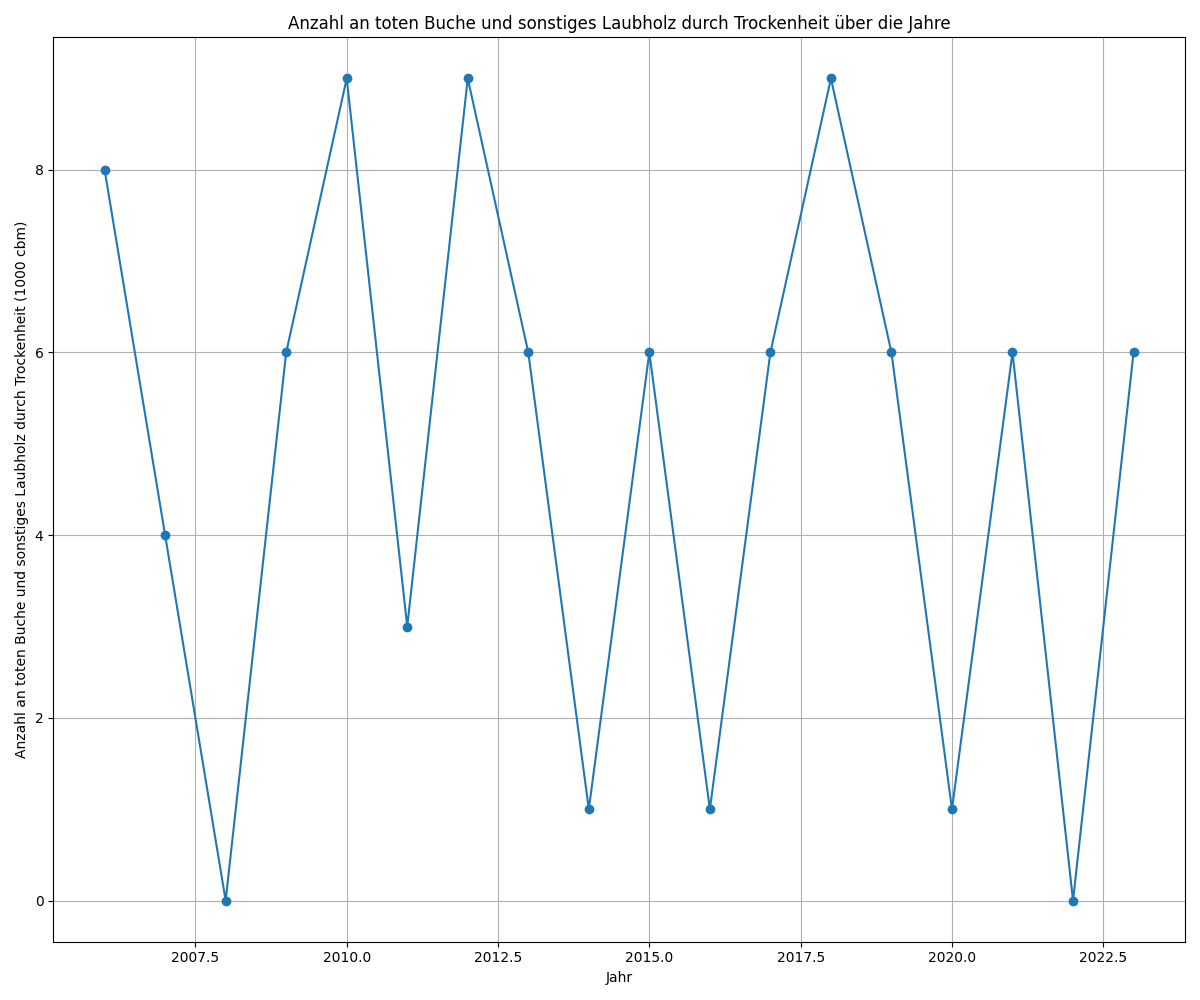 Anzahl an toten Buche und sonstiges Laubholz durch Trockenheit über die Jahre
Anzahl an toten Buche und sonstiges Laubholz durch Trockenheit (1000 cbm)
8
6
4
2
0
2007.5 2010.0 2012.5 2015.0 2017.5 2020.0 2022.5
Jahr